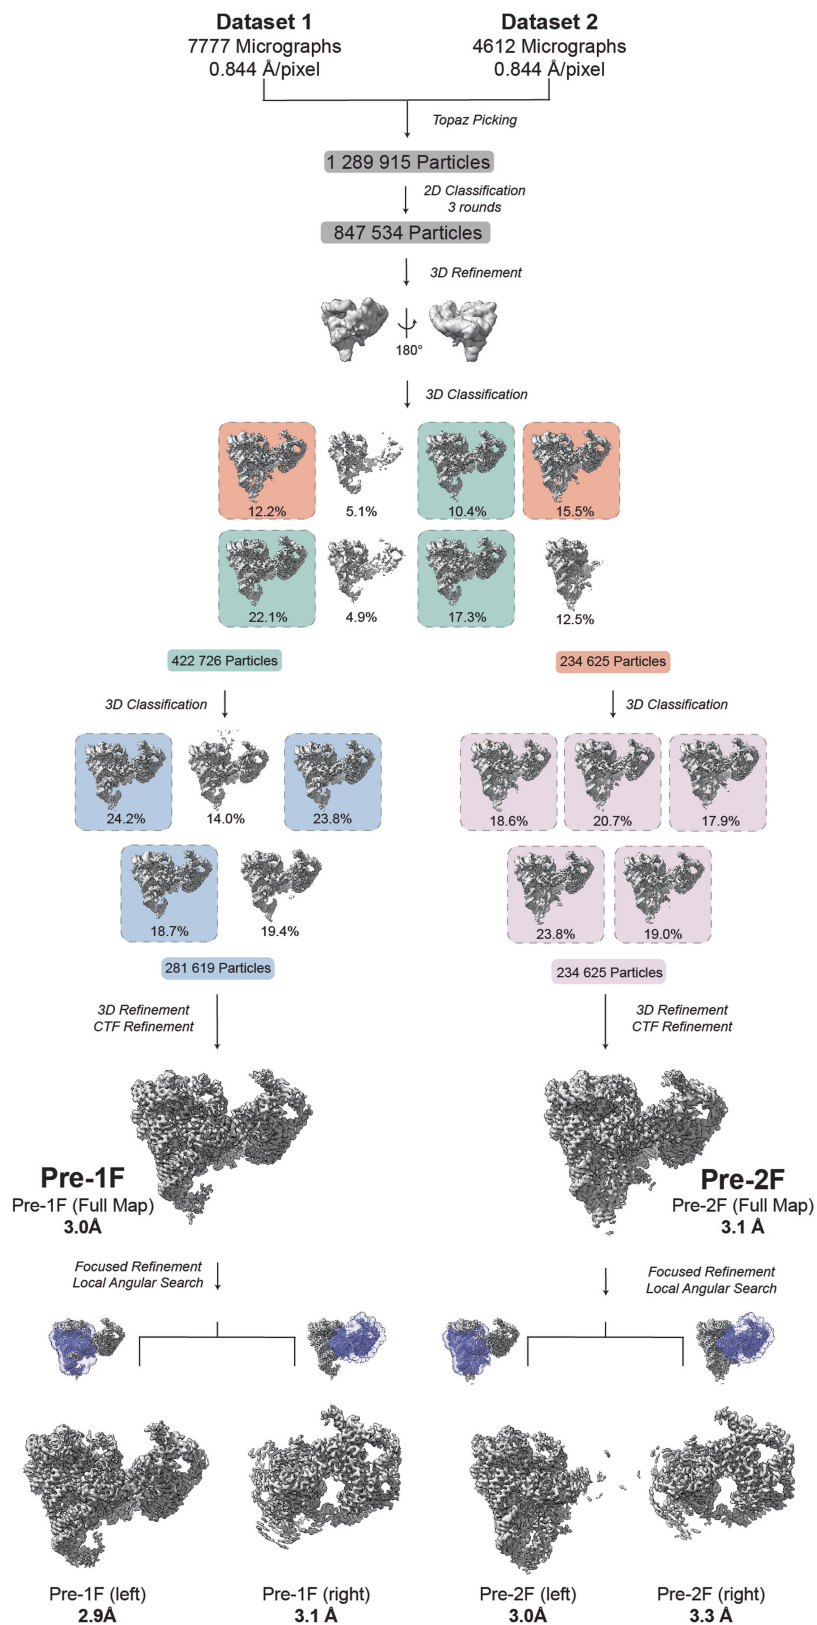 Dataset 1
7777 Micrographs
0.844 Å/pixel
Dataset 2
4612 Micrographs
0.844 Å/pixel
Topaz Picking
1 289 915 Particles
2D Classification
3 rounds
847 534 Particles
3D Refinement
180°
3D Classification
12.2%
5.1%
10.4%
15.5%
22.1%
4.9%
17.3%
12.5%
422 726 Particles
234 625 Particles
3D Classification
3D Classification
24.2%
14.0%
23.8%
18.6%
20.7%
17.9%
18.7%
19.4%
23.8%
19.0%
281 619 Particles
234 625 Particles
3D Refinement
CTF Refinement
3D Refinement
CTF Refinement
Pre-1F
Pre-1F (Full Map)
3.0Å
Pre-2F
Pre-2F (Full Map)
3.1 Å
Focused Refinement
Local Angular Search
Focused Refinement
Local Angular Search
Pre-1F (left)
2.9Å
Pre-1F (right)
3.1 Å
Pre-2F (left)
3.0Å
Pre-2F (right)
3.3 Å